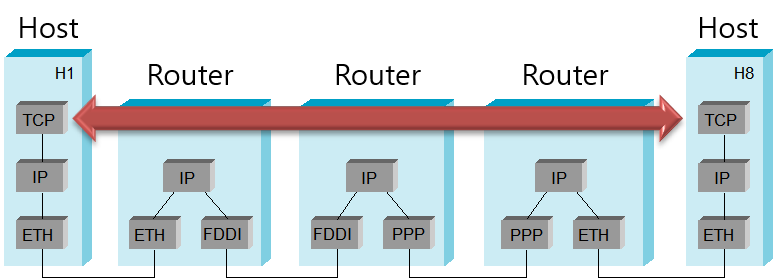 Host
Host
H1
Router
Router
Router
H8
TCP
TCP
IP
IP
IP
IP
IP
ETH
ETH
FDDI
FDDI
PPP
PPP
ETH
ETH